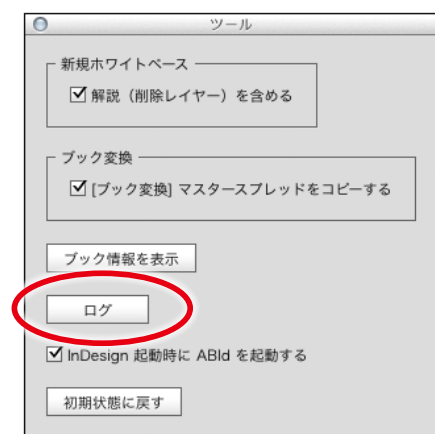 ツール
新規ホワイトベース
解説（削除レイヤー）を含める
ブック変換
[ブック変換] マスタースプレッドをコピーする
ブック情報を表示
ログ
InDesign 起動時に ABId を起動する
初期状態に戻す